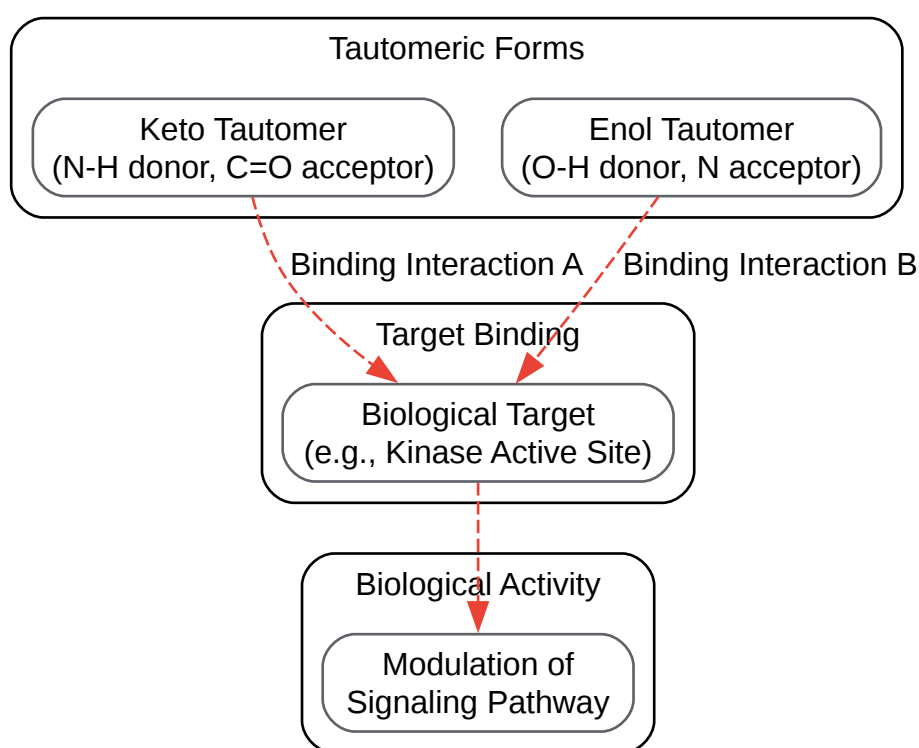 Tautomeric Forms
Keto Tautomer
(N-H donor, C=O acceptor)
Enol Tautomer
(O-H donor, N acceptor)
Binding Interaction A
Binding Interaction B
Target Binding
Biological Target
(e.g., Kinase Active Site)
Biological Activity
Modulation of
Signaling Pathway